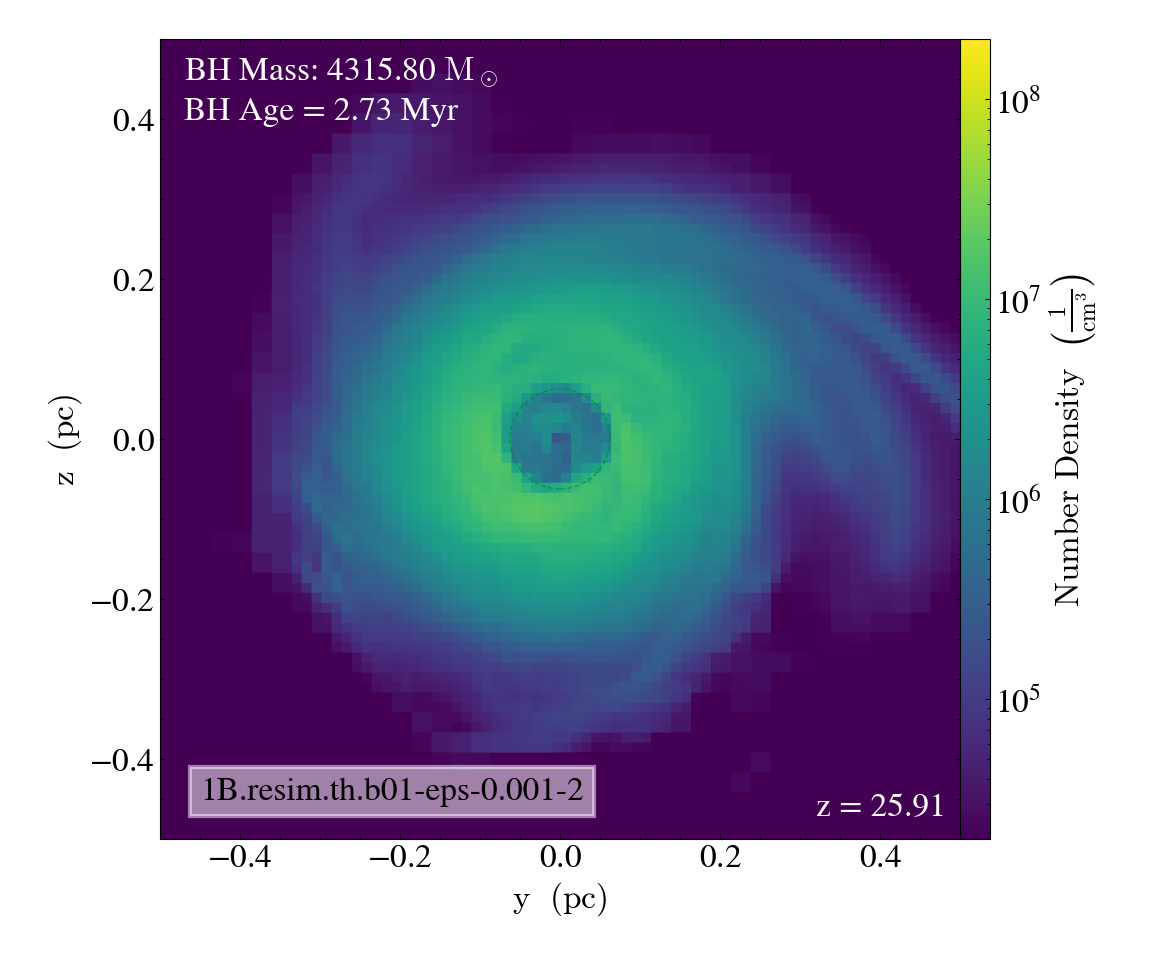 BH Mass: 4315.80 M⊙
BH Age = 2.73 Myr
0.4
0.2
0.0
−0.2
−0.4
z (pc)
1B.resim.th.b01-eps-0.001-2
z = 25.91
−0.4 −0.2 0.0 0.2 0.4
y (pc)
10⁸
10⁷
10⁶
10⁵
Number Density (1/cm³)